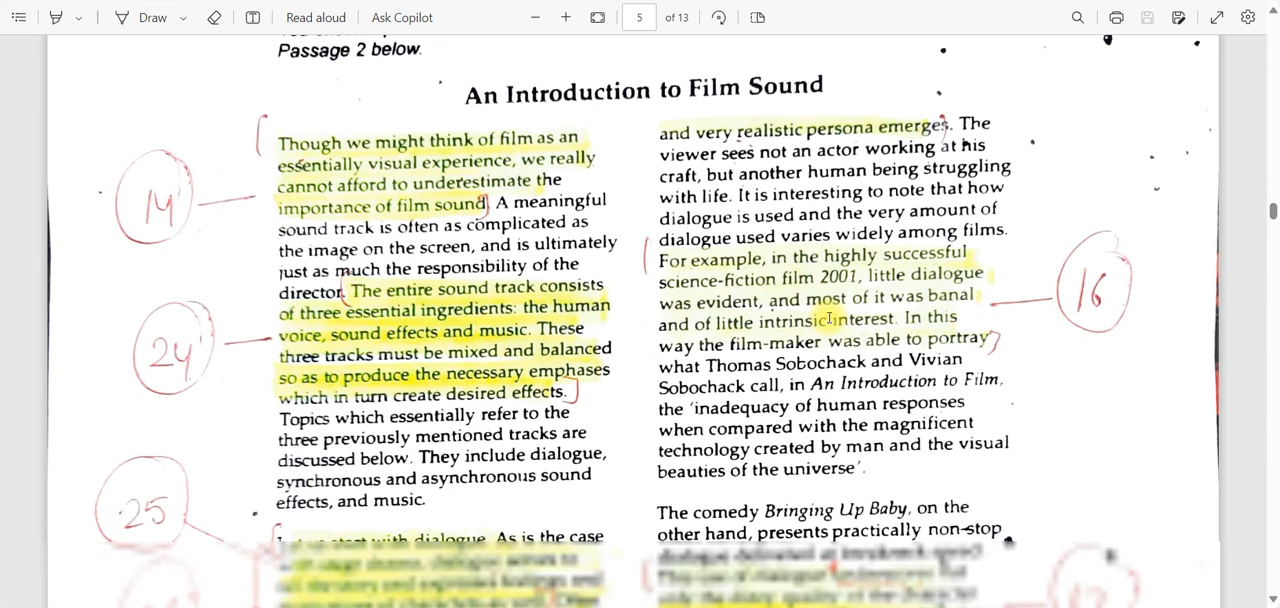 Draw
Read aloud
Ask Copilot
5
of 13
Passage 2 below.
An Introduction to Film Sound
Though we might think of film as an
essentially visual experience, we really
cannot afford to underestimate the
importance of film sound. A meaningful
sound track is often as complicated as
the image on the screen, and is ultimately
just as much the responsibility of the
director. The entire sound track consists
of three essential ingredients: the human
voice, sound effects and music. These
three tracks must be mixed and balanced
so as to produce the necessary emphases
which in turn create desired effects.
Topics which essentially refer to the
three previously mentioned tracks are
discussed below. They include dialogue,
synchronous and asynchronous sound
effects, and music.
with dialogue. As is the case
14
24
25
and very realistic persona emerges. The
viewer sees not an actor working at his
craft, but another human being struggling
with life. It is interesting to note that how
dialogue is used and the very amount of
dialogue used varies widely among films.
For example, in the highly successful
science-fiction film 2001, little dialogue
was evident, and most of it was banal
and of little intrinsic interest. In this
way the film-maker was able to portray
what Thomas Sobochack and Vivian
Sobochack call, in An Introduction to Film,
the ‘inadequacy of human responses
when compared with the magnificent
technology created by man and the visual
beauties of the universe’.
The comedy Bringing Up Baby, on the
other hand, presents practically non-stop
16